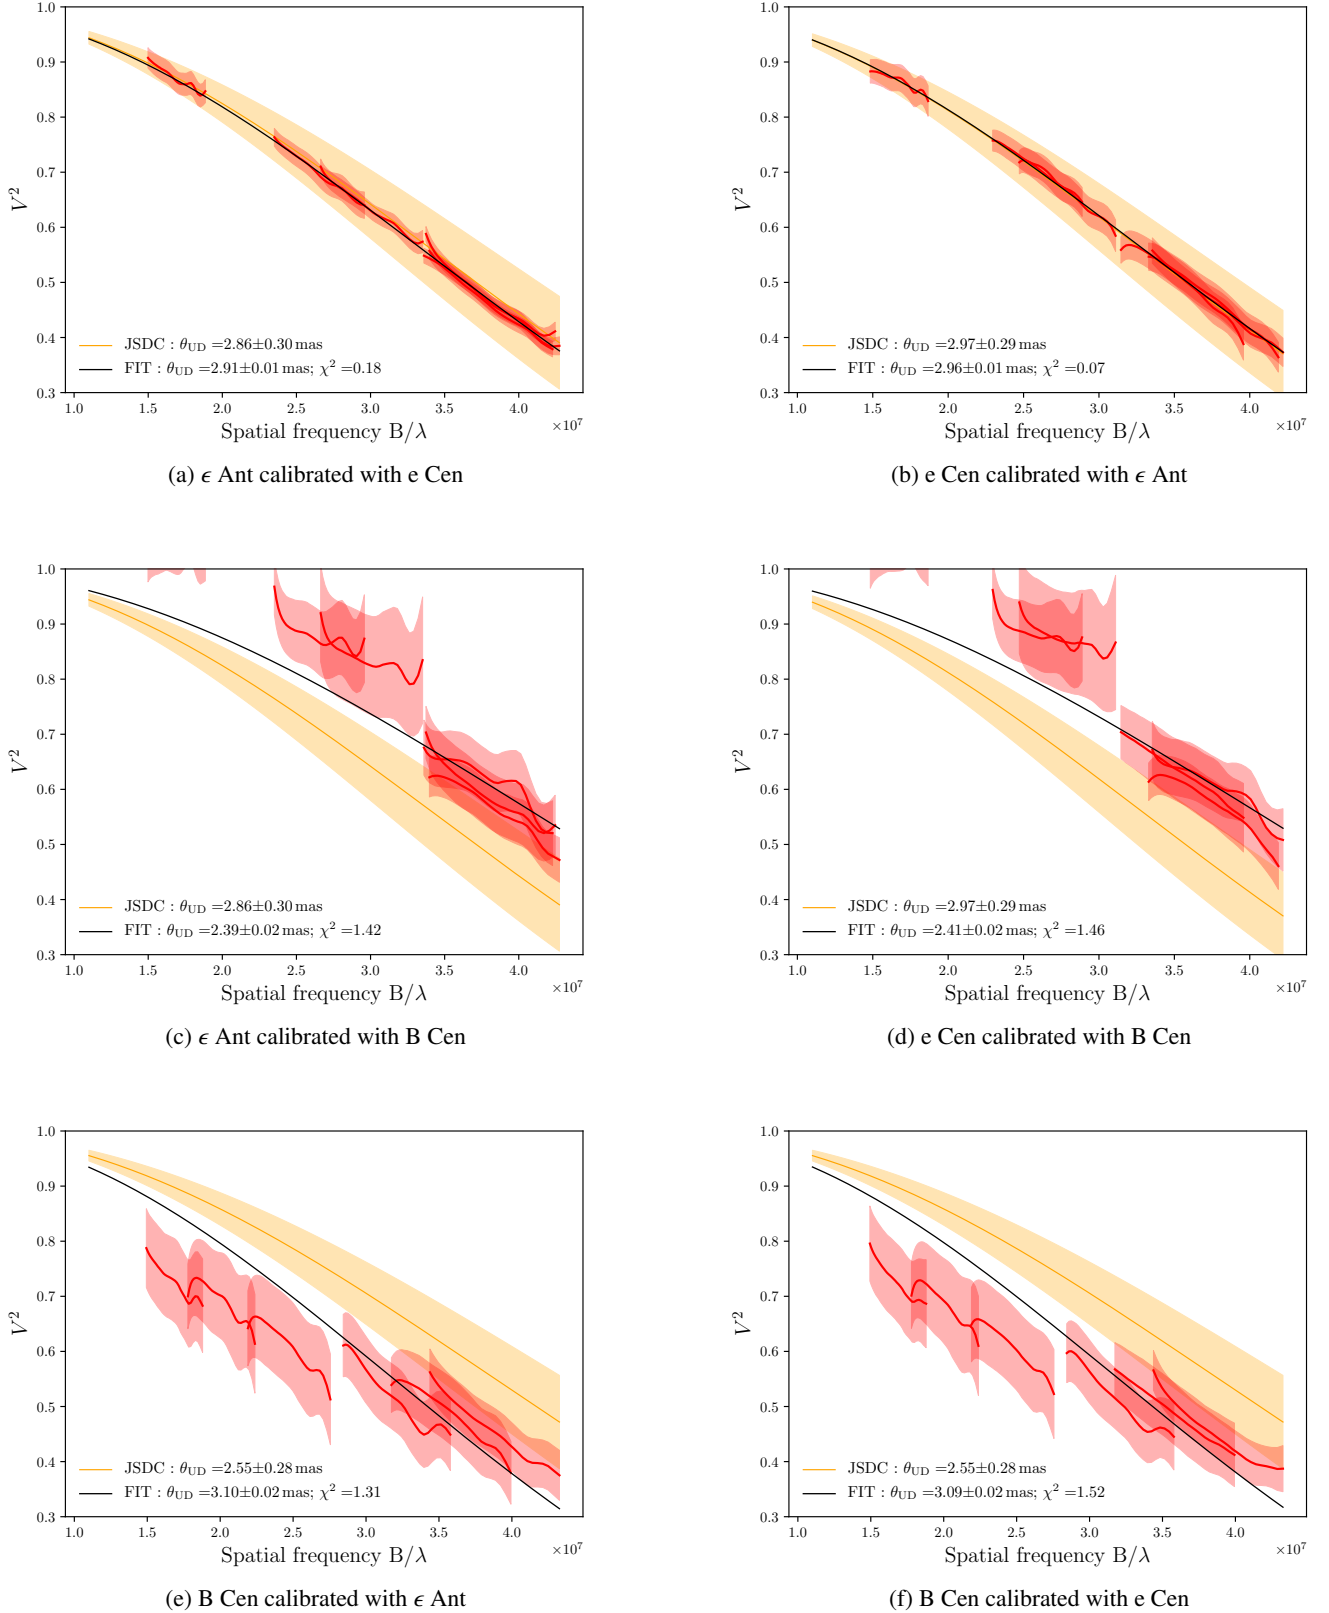 1.0
0.9
0.8
0.7
0.6
0.5
0.4
0.3
V²
JSDC : θUD =2.86±0.30 mas
FIT : θUD =2.91±0.01 mas; χ² =0.18
1.0 1.5 2.0 2.5 3.0 3.5 4.0
×10⁷
Spatial frequency B/λ
(a) ϵ Ant calibrated with e Cen
1.0
0.9
0.8
0.7
0.6
0.5
0.4
0.3
V²
JSDC : θUD =2.97±0.29 mas
FIT : θUD =2.96±0.01 mas; χ² =0.07
1.0 1.5 2.0 2.5 3.0 3.5 4.0
×10⁷
Spatial frequency B/λ
(b) e Cen calibrated with ϵ Ant
1.0
0.9
0.8
0.7
0.6
0.5
0.4
0.3
V²
JSDC : θUD =2.86±0.30 mas
FIT : θUD =2.39±0.02 mas; χ² =1.42
1.0 1.5 2.0 2.5 3.0 3.5 4.0
×10⁷
Spatial frequency B/λ
(c) ϵ Ant calibrated with B Cen
1.0
0.9
0.8
0.7
0.6
0.5
0.4
0.3
V²
JSDC : θUD =2.97±0.29 mas
FIT : θUD =2.41±0.02 mas; χ² =1.46
1.0 1.5 2.0 2.5 3.0 3.5 4.0
×10⁷
Spatial frequency B/λ
(d) e Cen calibrated with B Cen
1.0
0.9
0.8
0.7
0.6
0.5
0.4
0.3
V²
JSDC : θUD =2.55±0.28 mas
FIT : θUD =3.10±0.02 mas; χ² =1.31
1.0 1.5 2.0 2.5 3.0 3.5 4.0
×10⁷
Spatial frequency B/λ
(e) B Cen calibrated with ϵ Ant
1.0
0.9
0.8
0.7
0.6
0.5
0.4
0.3
V²
JSDC : θUD =2.55±0.28 mas
FIT : θUD =3.09±0.02 mas; χ² =1.52
1.0 1.5 2.0 2.5 3.0 3.5 4.0
×10⁷
Spatial frequency B/λ
(f) B Cen calibrated with e Cen